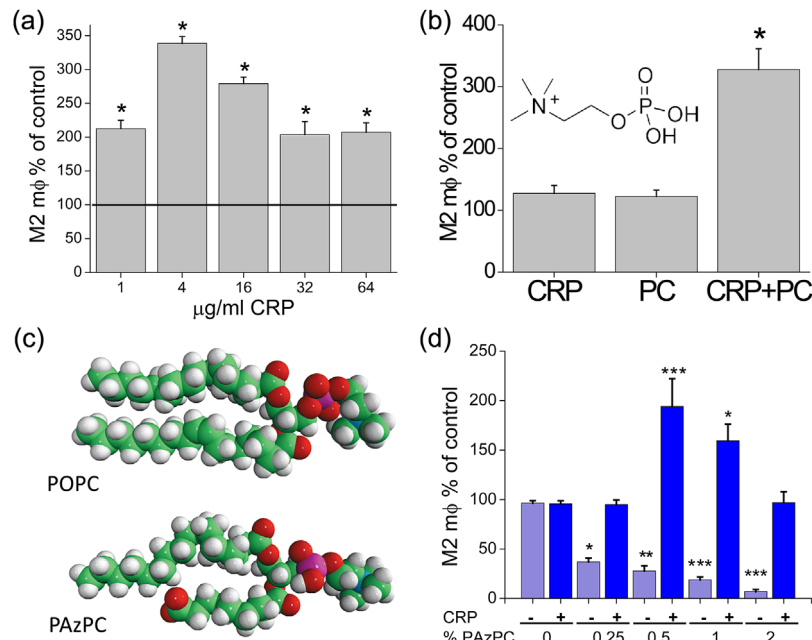 (a)
M2 mϕ % of control
350
300
250
200
150
100
50
0
* * * * *
1 4 16 32 64
μg/ml CRP
(b)
M2 mϕ % of control
400
300
200
100
0
*
N + O P O OH OH
CRP PC CRP+PC
(c)
POPC
PAzPC
(d)
M2 mϕ % of control
250
200
150
100
50
0
* ** *** *** * ***
CRP - + - + - + - + - +
% PAzPC 0 0.25 0.5 1 2